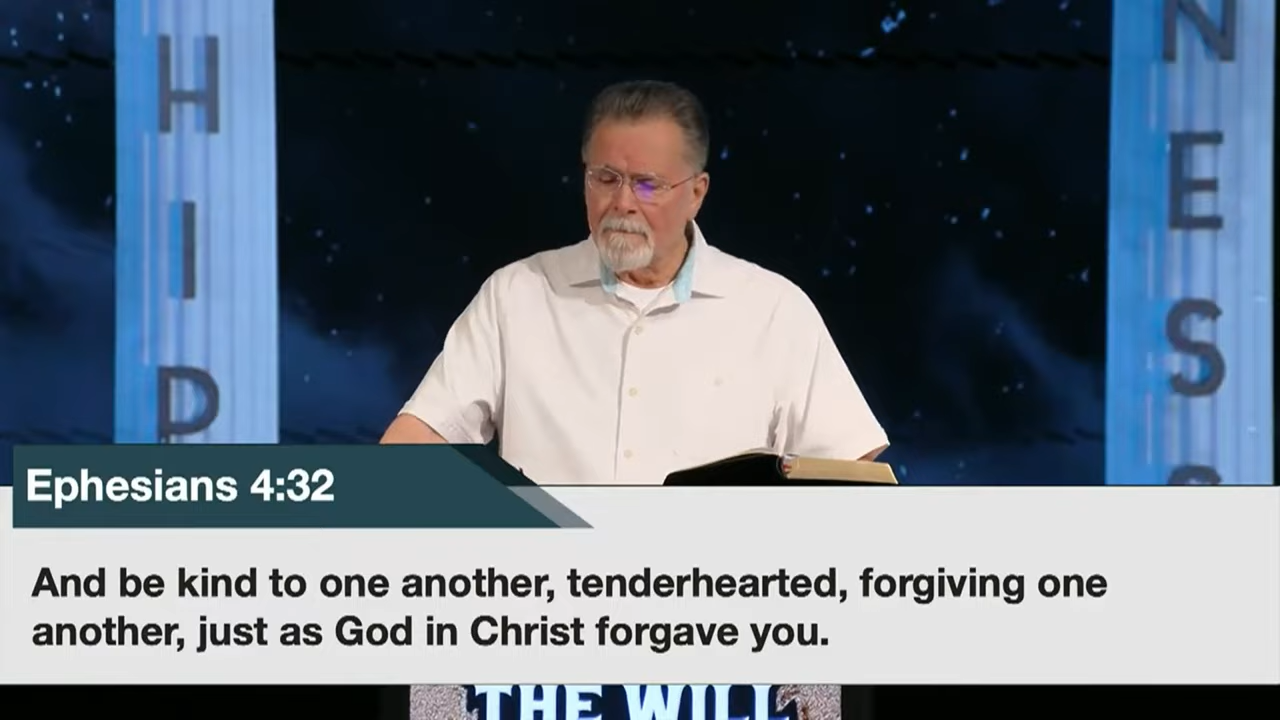 H
I
P
N
E
S
S
Ephesians 4:32
And be kind to one another, tenderhearted, forgiving one
another, just as God in Christ forgave you.
THE WILL